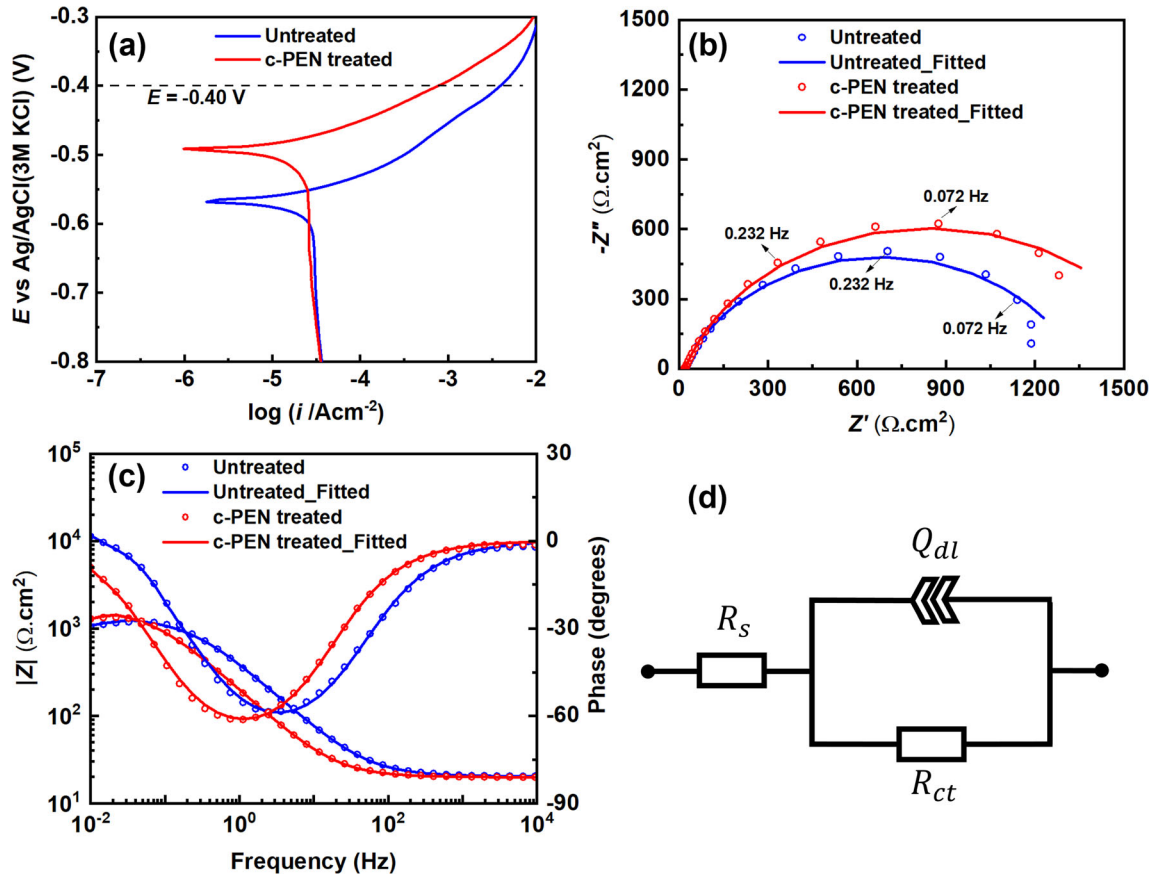 (a)
Untreated
c-PEN treated
E = -0.40 V
-0.3
-0.4
-0.5
-0.6
-0.7
-0.8
E vs Ag/AgCl(3M KCl) (V)
-7 -6 -5 -4 -3 -2
log (i /Acm⁻²)
(b)
Untreated
Untreated_Fitted
c-PEN treated
c-PEN treated_Fitted
0.072 Hz
0.232 Hz
0.232 Hz
0.072 Hz
-1500
-1200
-900
-600
-300
0
-Z″ (Ω.cm²)
0 300 600 900 1200 1500
Z′ (Ω.cm²)
(c)
Untreated
Untreated_Fitted
c-PEN treated
c-PEN treated_Fitted
10⁵
10⁴
10³
10²
10¹
|Z| (Ω.cm²)
30
0
-30
-60
-90
Phase (degrees)
10⁻² 10⁰ 10² 10⁴
Frequency (Hz)
(d)
Q_dl
R_s
R_ct